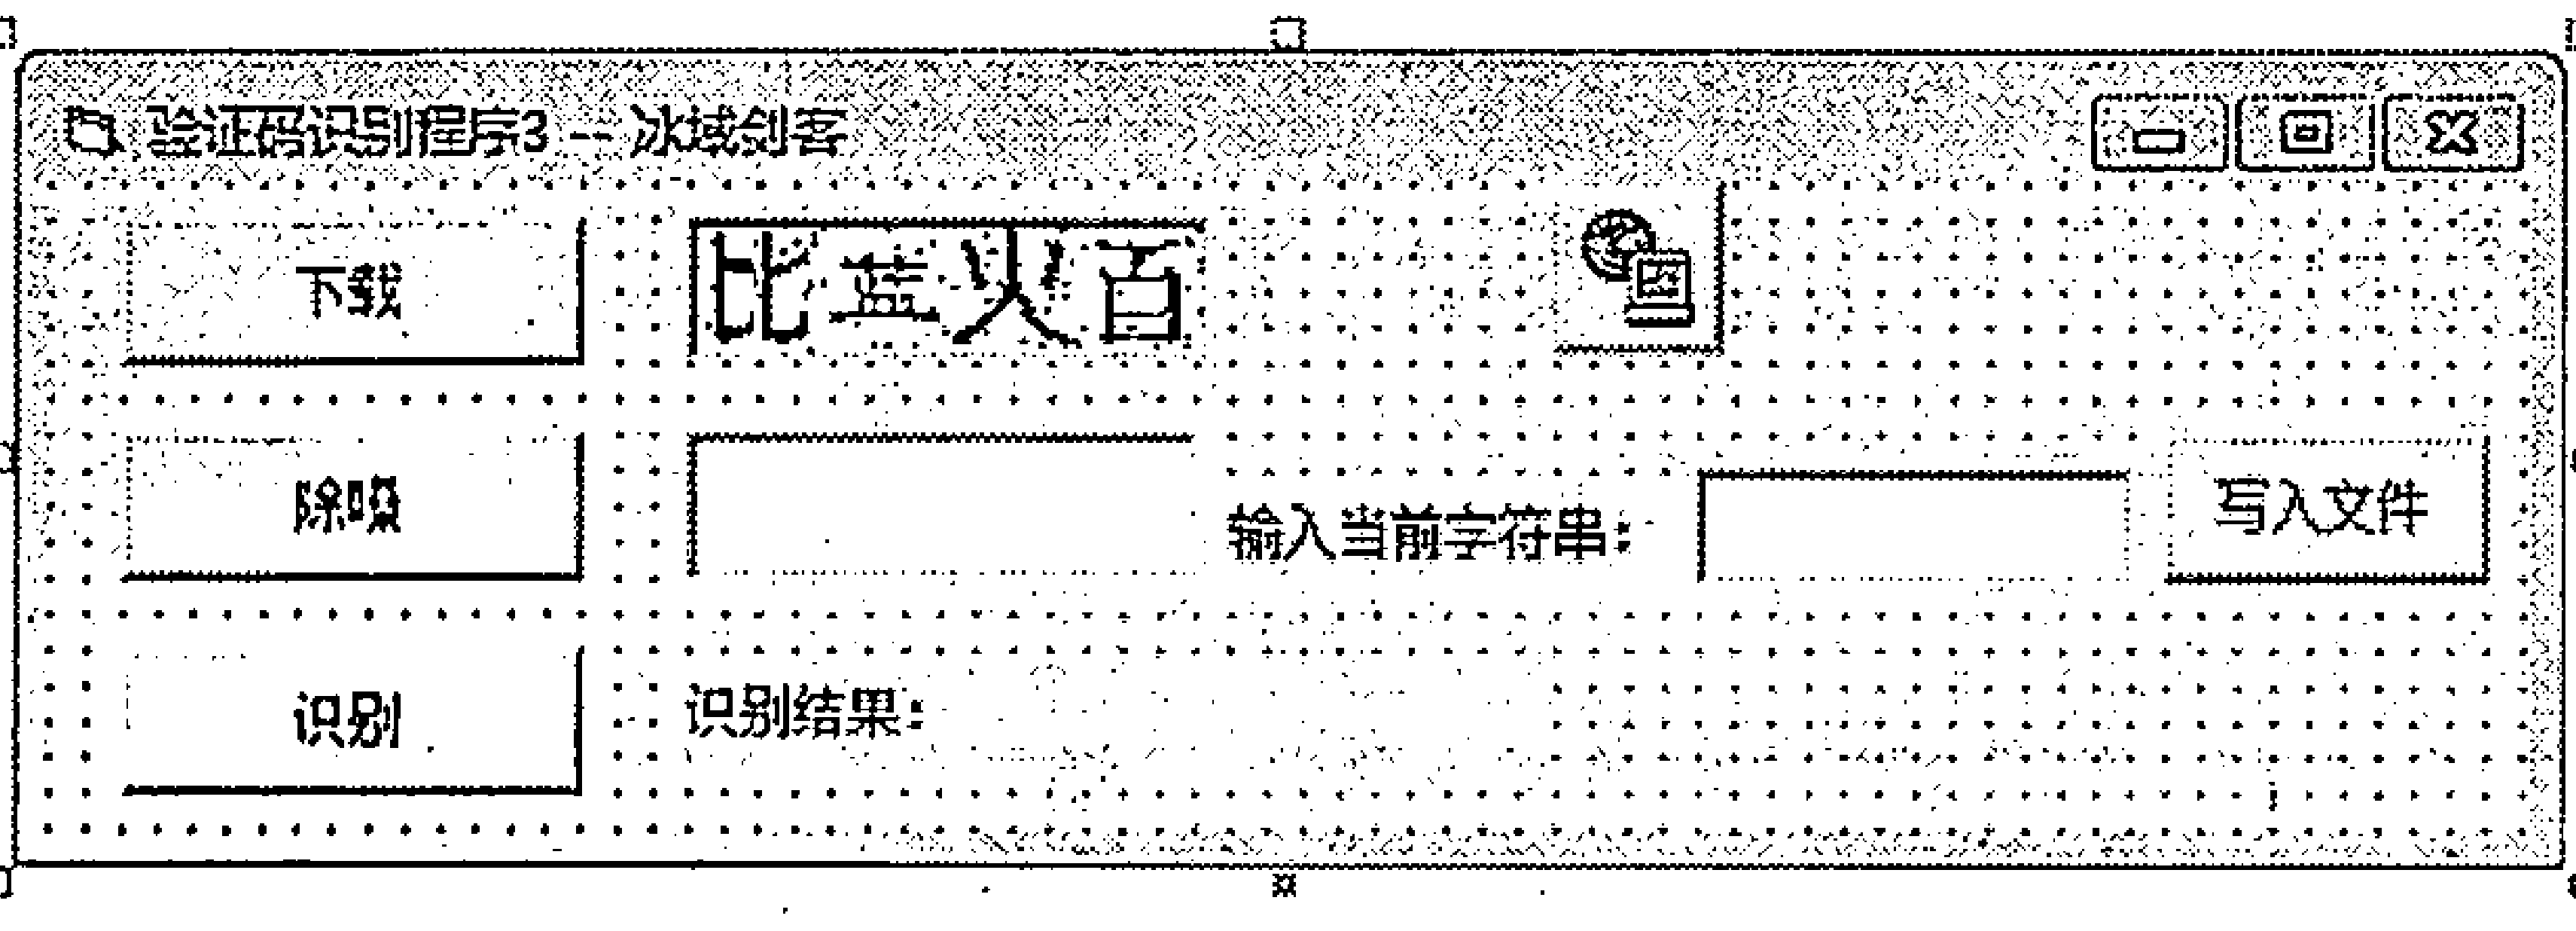 验证码识别程序3 -- 冰域剑客
下载
比蓝火百
除噪
输入当前字符串:
写入文件
识别
识别结果: